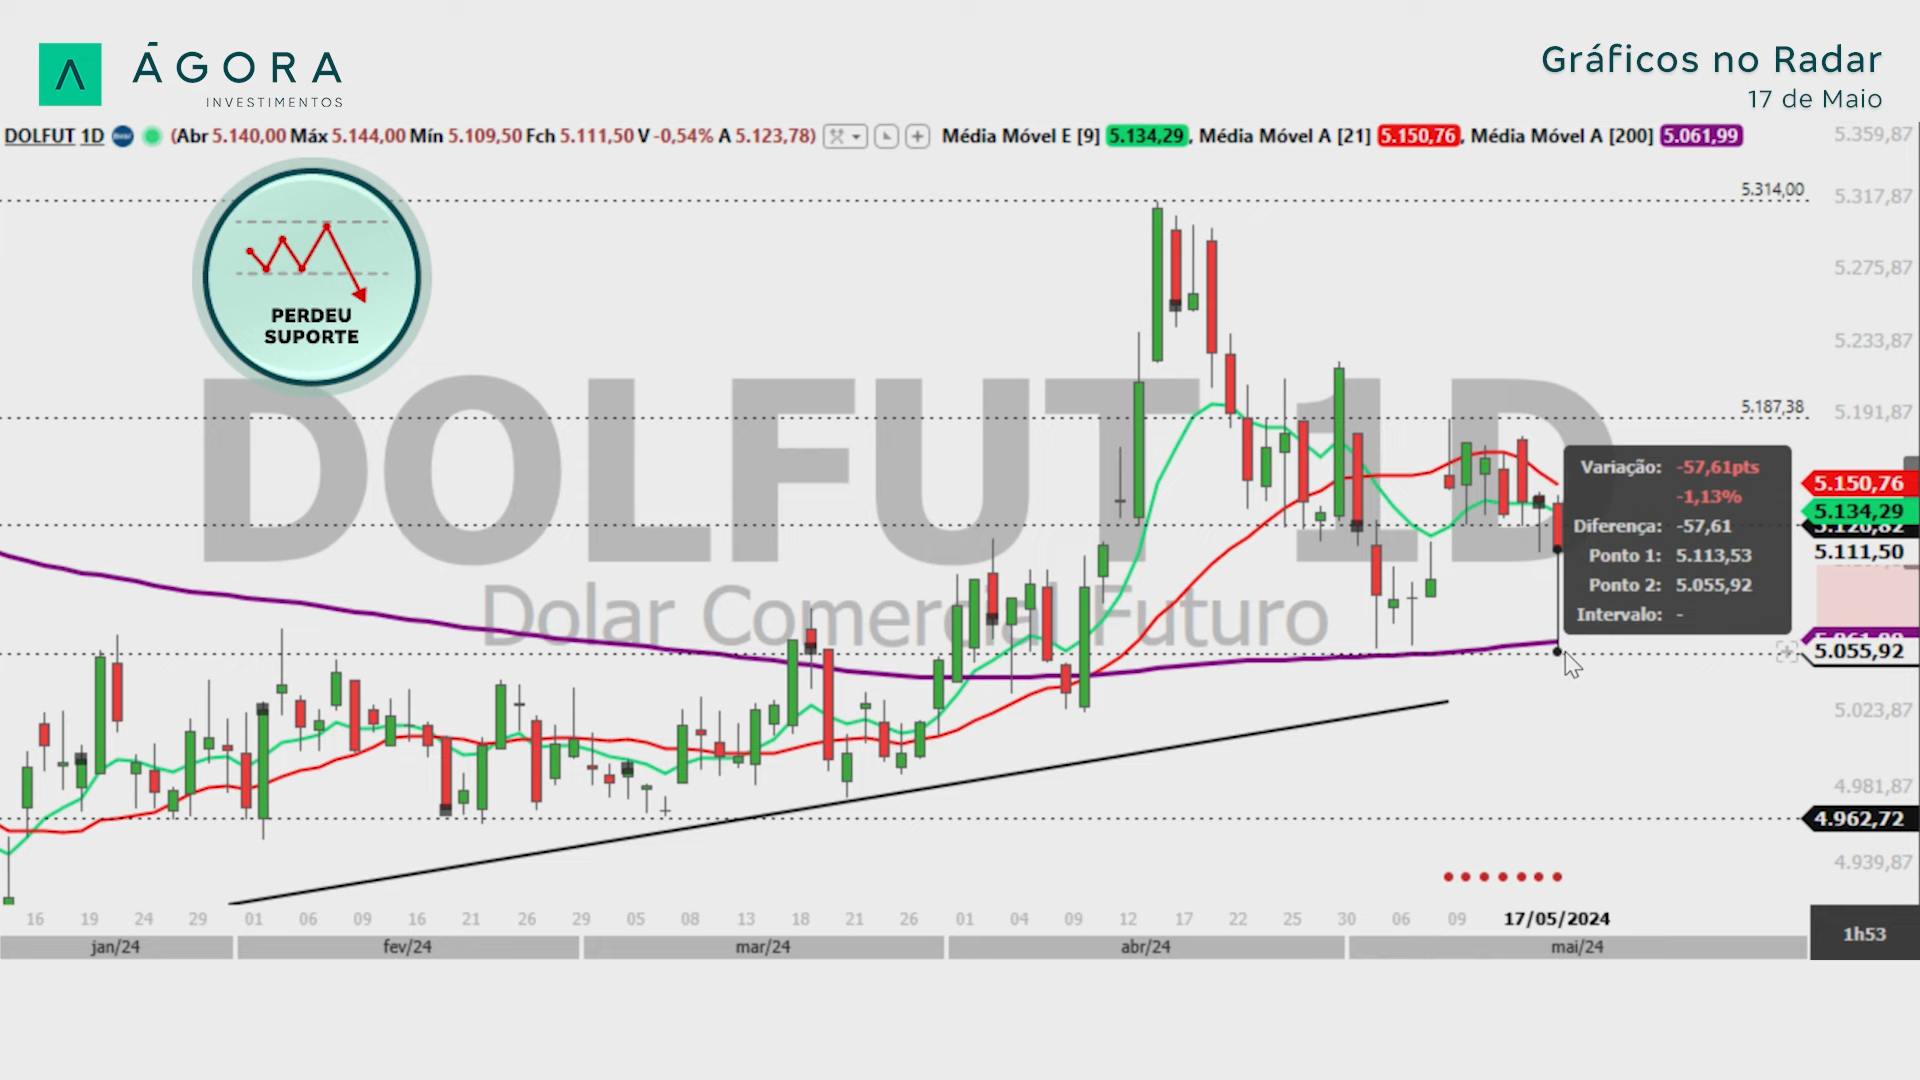 ÁGORA
INVESTIMENTOS
Gráficos no Radar
17 de Maio
DOLFUT 1D (Abr 5.140,00 Máx 5.144,00 Mín 5.109,50 Fch 5.111,50 V -0,54% A 5.123,78) Média Móvel E [9] 5.134,29, Média Móvel A [21] 5.150,76, Média Móvel A [200] 5.061,99
PERDEU
SUPORTE
DOLFUT 1D
Dolar Comercial Futuro
5.314,00
5.187,38
Variação: -57,61pts
-1,13%
Diferença: -57,61
Ponto 1: 5.113,53
Ponto 2: 5.055,92
Intervalo: -
5.359,87
5.317,87
5.275,87
5.233,87
5.191,87
5.150,76
5.134,29
5.111,50
5.055,92
5.023,87
4.981,87
4.962,72
4.939,87
16 19 24 29 01 06 09 16 21 26 29 05 08 13 18 21 26 01 04 09 12 17 22 25 30 06 09 17/05/2024
jan/24 fev/24 mar/24 abr/24 mai/24
1h53